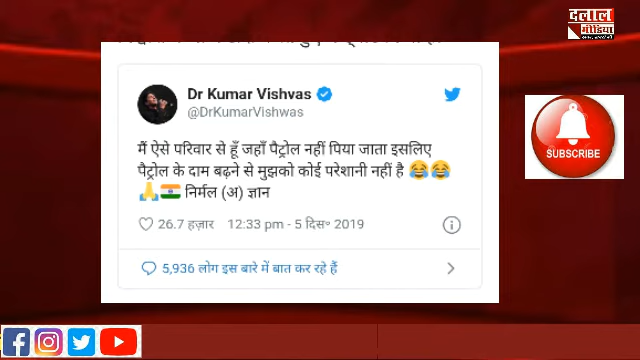 दलाल
मीडिया
Dr Kumar Vishvas
@DrKumarVishwas
मैं ऐसे परिवार से हूँ जहाँ पैट्रोल नहीं पिया जाता इसलिए
पैट्रोल के दाम बढ़ने से मुझको कोई परेशानी नहीं है 😂😂
🙏🇮🇳 निर्मल (अ) ज्ञान
26.7 हज़ार 12:33 pm - 5 दिस॰ 2019
5,936 लोग इस बारे में बात कर रहे हैं
SUBSCRIBE